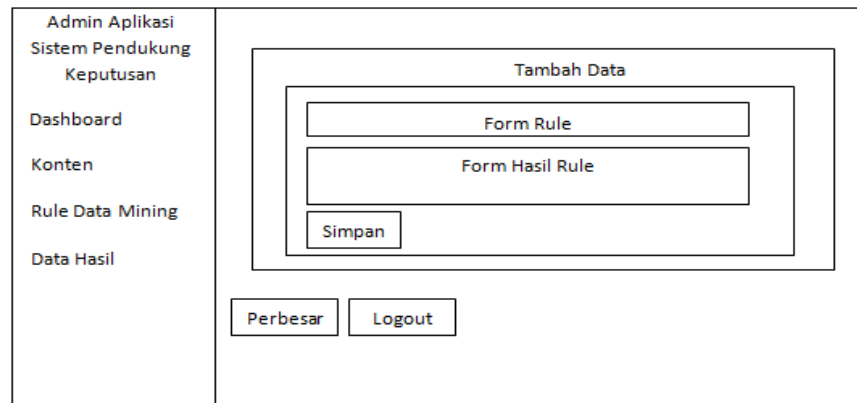 Admin Aplikasi
Sistem Pendukung
Keputusan
Dashboard
Konten
Rule Data Mining
Data Hasil
Tambah Data
Form Rule
Form Hasil Rule
Simpan
Perbesar
Logout